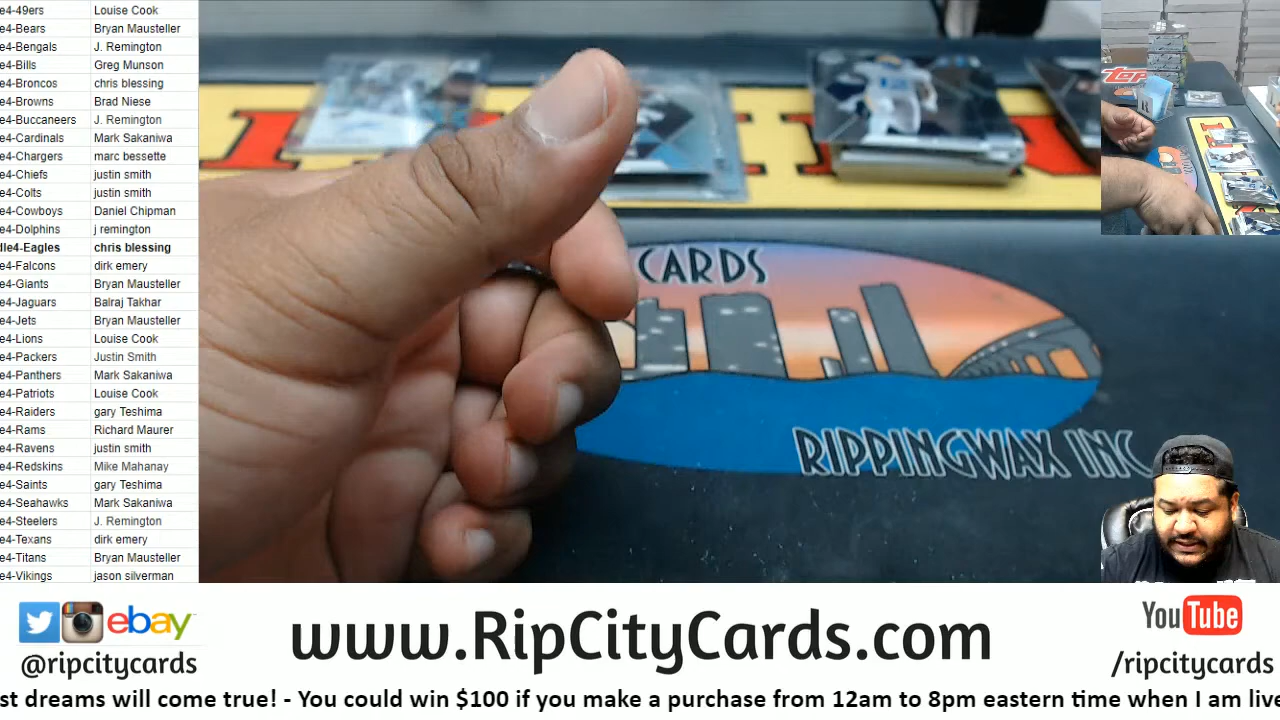 e4-49ers Louise Cook
e4-Bears Bryan Mausteller
e4-Bengals J. Remington
e4-Bills Greg Munson
e4-Broncos chris blessing
e4-Browns Brad Niese
e4-Buccaneers J. Remington
e4-Cardinals Mark Sakaniwa
e4-Chargers marc bessette
e4-Chiefs justin smith
e4-Colts justin smith
e4-Cowboys Daniel Chipman
e4-Dolphins j remington
dle4-Eagles chris blessing
e4-Falcons dirk emery
e4-Giants Bryan Mausteller
e4-Jaguars Balraj Takhar
e4-Jets Bryan Mausteller
e4-Lions Louise Cook
e4-Packers Justin Smith
e4-Panthers Mark Sakaniwa
e4-Patriots Louise Cook
e4-Raiders gary Teshima
e4-Rams Richard Maurer
e4-Ravens justin smith
e4-Redskins Mike Mahanay
e4-Saints gary Teshima
e4-Seahawks Mark Sakaniwa
e4-Steelers J. Remington
e4-Texans dirk emery
e4-Titans Bryan Mausteller
e4-Vikings jason silverman
CARDS
RIPPINGWAX INC
ebay
@ripcitycards
www.RipCityCards.com
YouTube
/ripcitycards
st dreams will come true! - You could win $100 if you make a purchase from 12am to 8pm eastern time when I am live